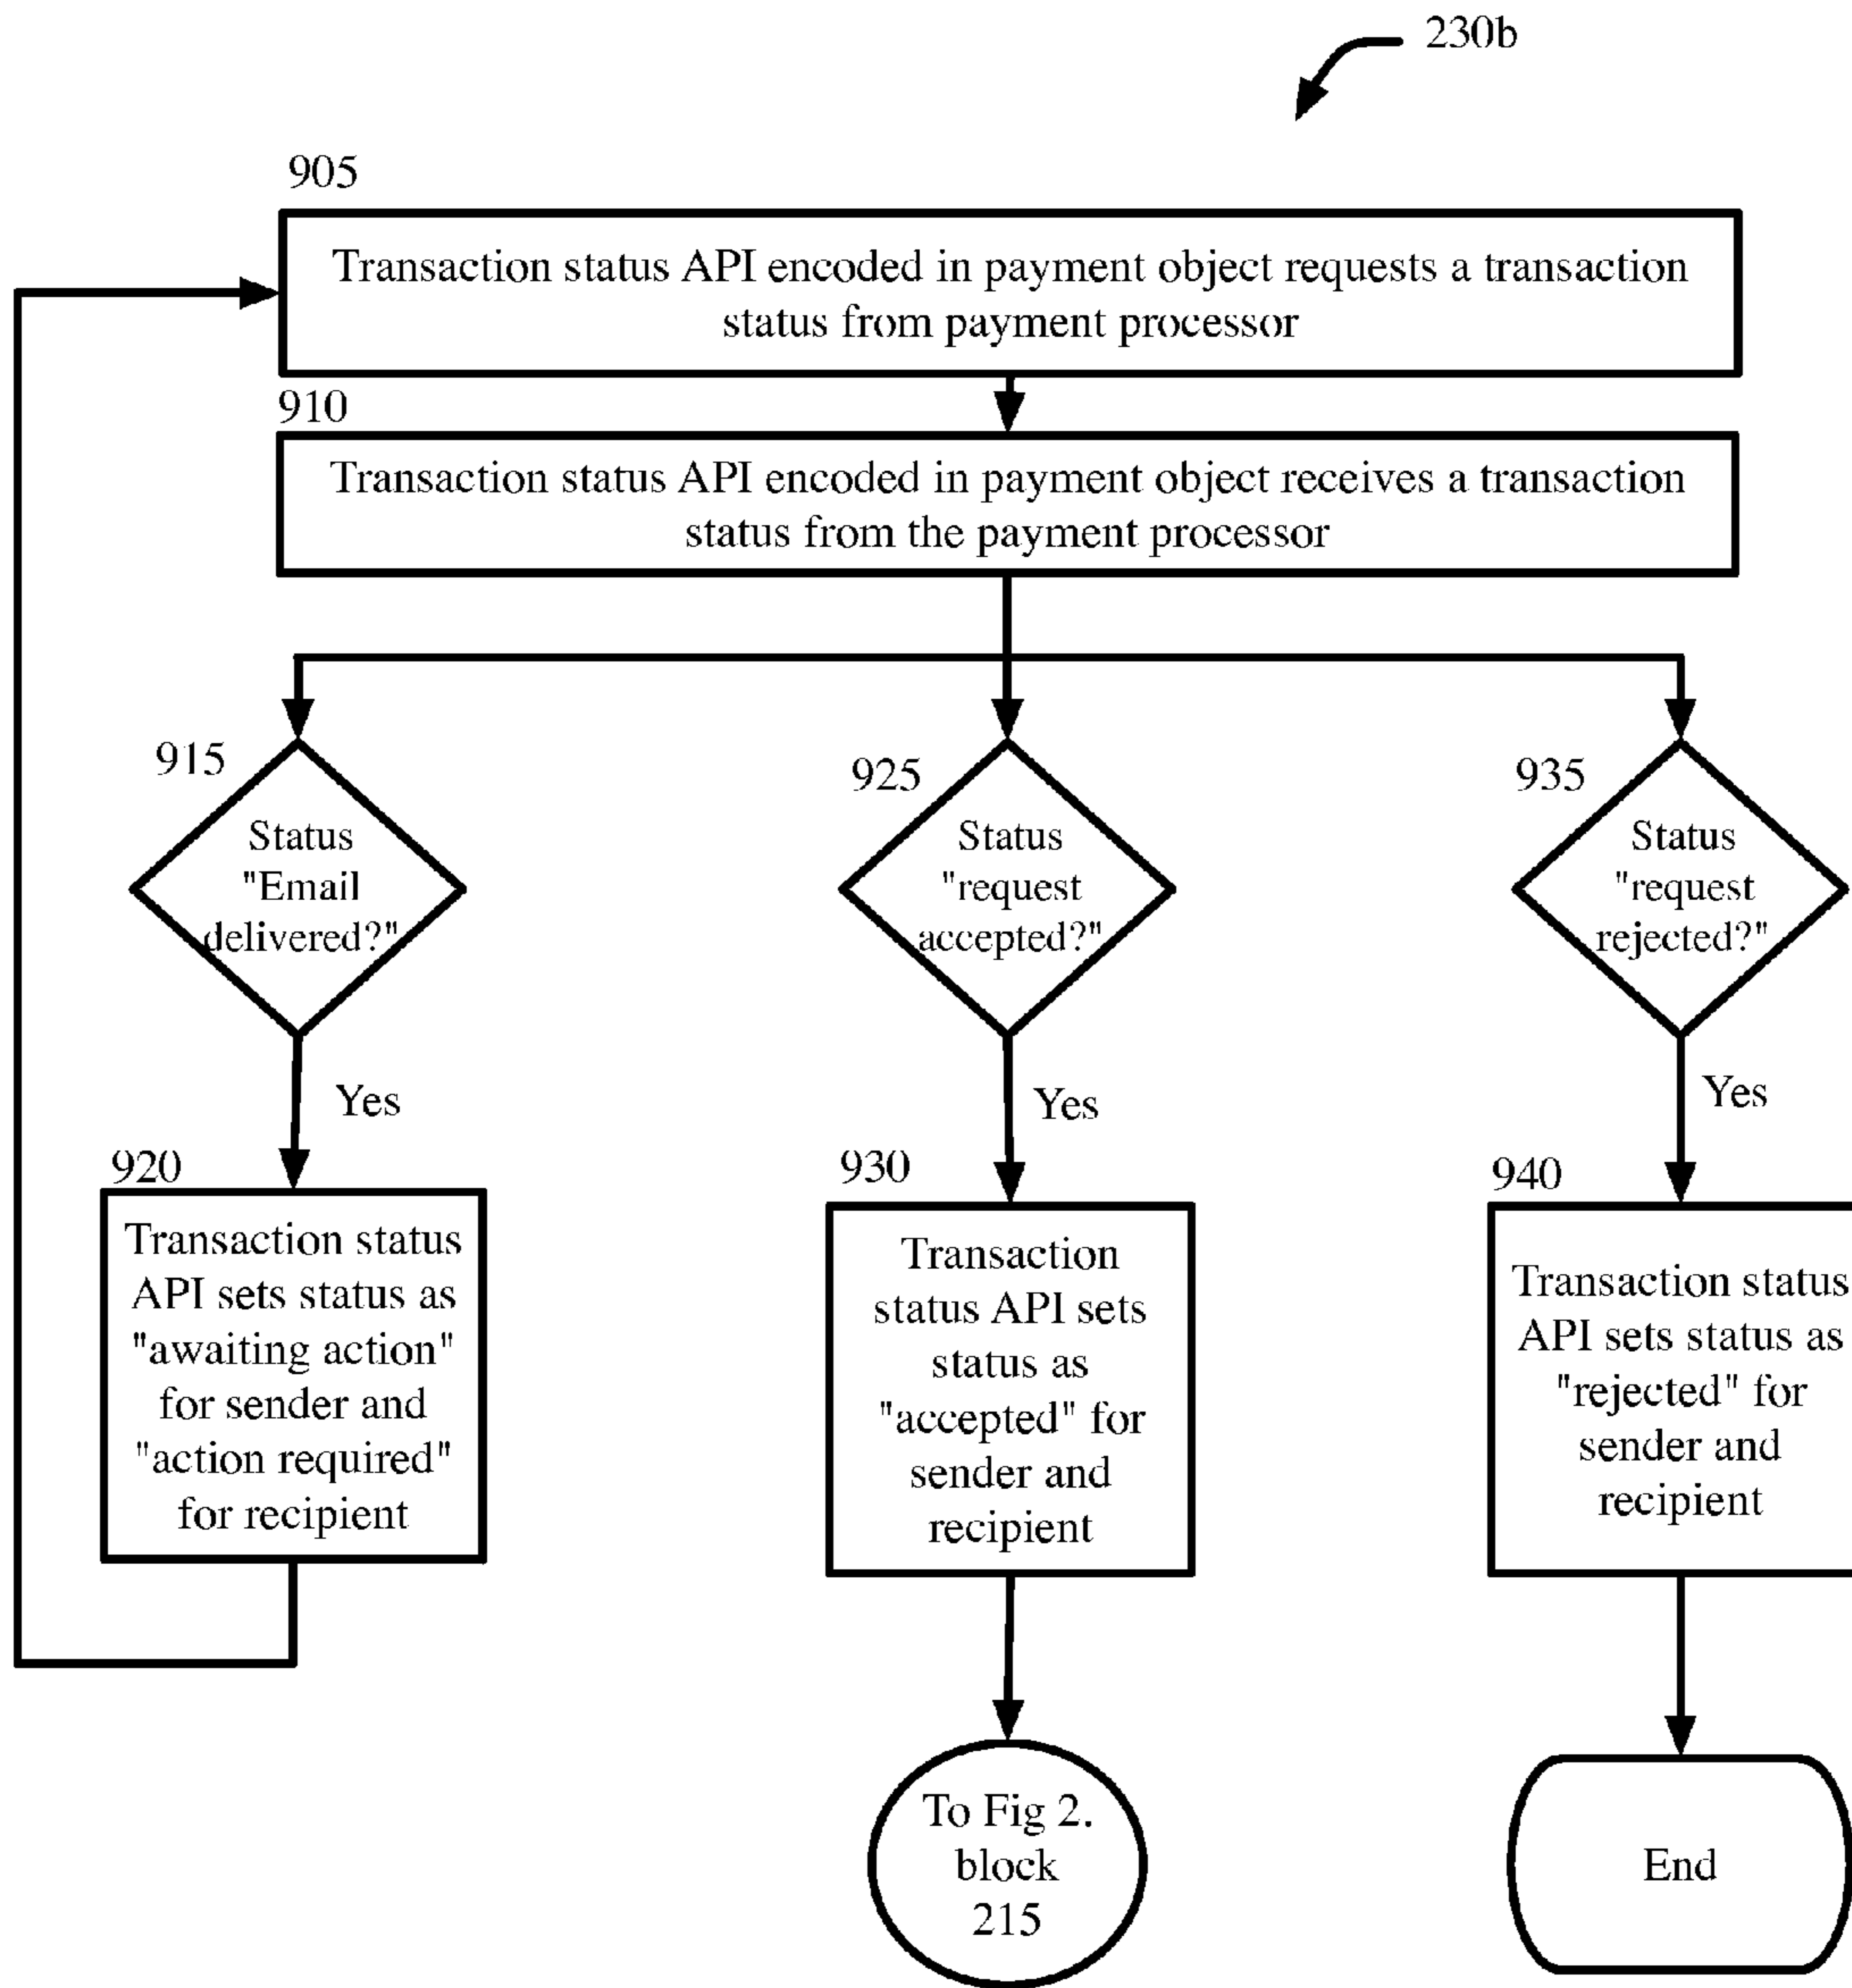 230b
905
Transaction status API encoded in payment object requests a transaction
status from payment processor
910
Transaction status API encoded in payment object receives a transaction
status from the payment processor
915
Status
"Email
delivered?"
925
Status
"request
accepted?"
935
Status
"request
rejected?"
Yes
Yes
Yes
920
Transaction status
API sets status as
"awaiting action"
for sender and
"action required"
for recipient
930
Transaction
status API sets
status as
"accepted" for
sender and
recipient
940
Transaction status
API sets status as
"rejected" for
sender and
recipient
To Fig 2.
block
215
End